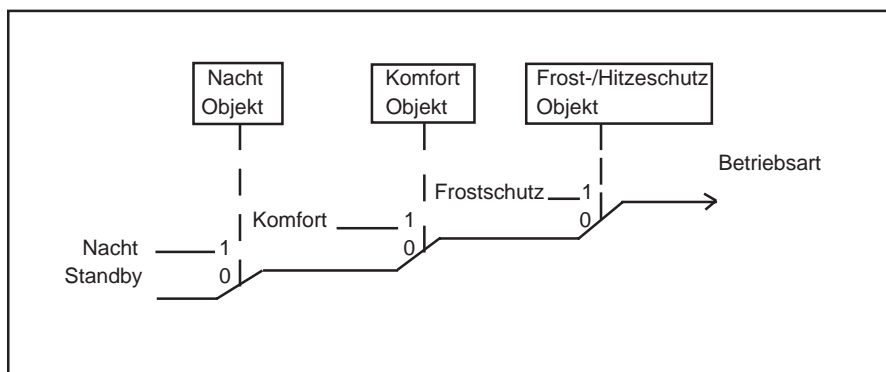 Nacht
Objekt
Komfort
Objekt
Frost-/Hitzeschutz
Objekt
Betriebsart
Frostschutz 1
0
Komfort 1
0
Nacht 1
Standby 0